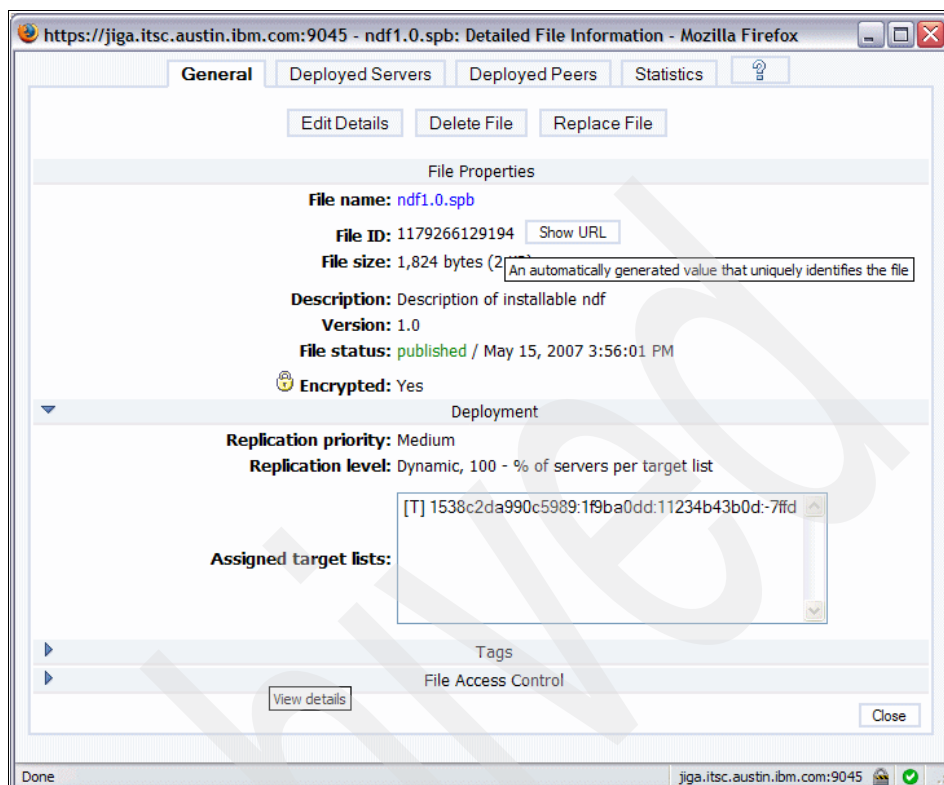 https://jiga.itsc.austin.ibm.com:9045 - ndf1.0.spb: Detailed File Information - Mozilla Firefox
General Deployed Servers Deployed Peers Statistics ?
Edit Details Delete File Replace File
File Properties
File name: ndf1.0.spb
File ID: 1179266129194 Show URL
File size: 1,824 bytes (2
An automatically generated value that uniquely identifies the file
Description: Description of installable ndf
Version: 1.0
File status: published / May 15, 2007 3:56:01 PM
Encrypted: Yes
Deployment
Replication priority: Medium
Replication level: Dynamic, 100 - % of servers per target list
[T] 1538c2da990c5989:1f9ba0dd:11234b43b0d:-7ffd
Assigned target lists:
Tags
File Access Control
View details
Close
Done jiga.itsc.austin.ibm.com:9045
hived